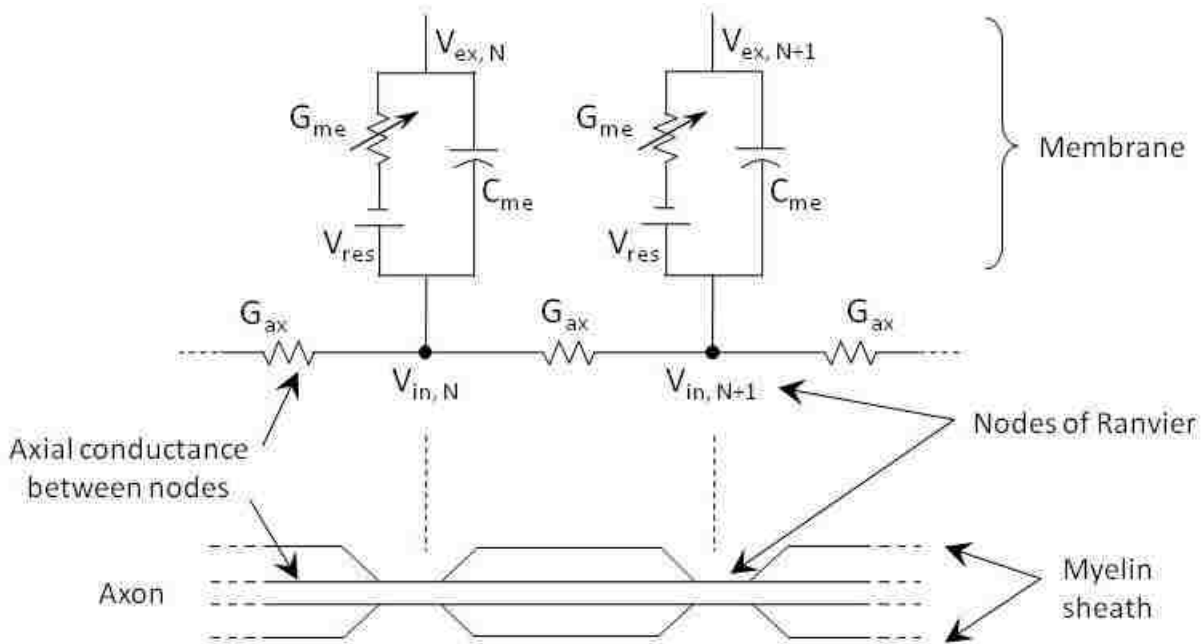 V_ex, N
V_ex, N+1
G_me
G_me
Membrane
C_me
C_me
V_res
V_res
G_ax
G_ax
G_ax
V_in, N
V_in, N+1
Nodes of Ranvier
Axial conductance
between nodes
Axon
Myelin
sheath